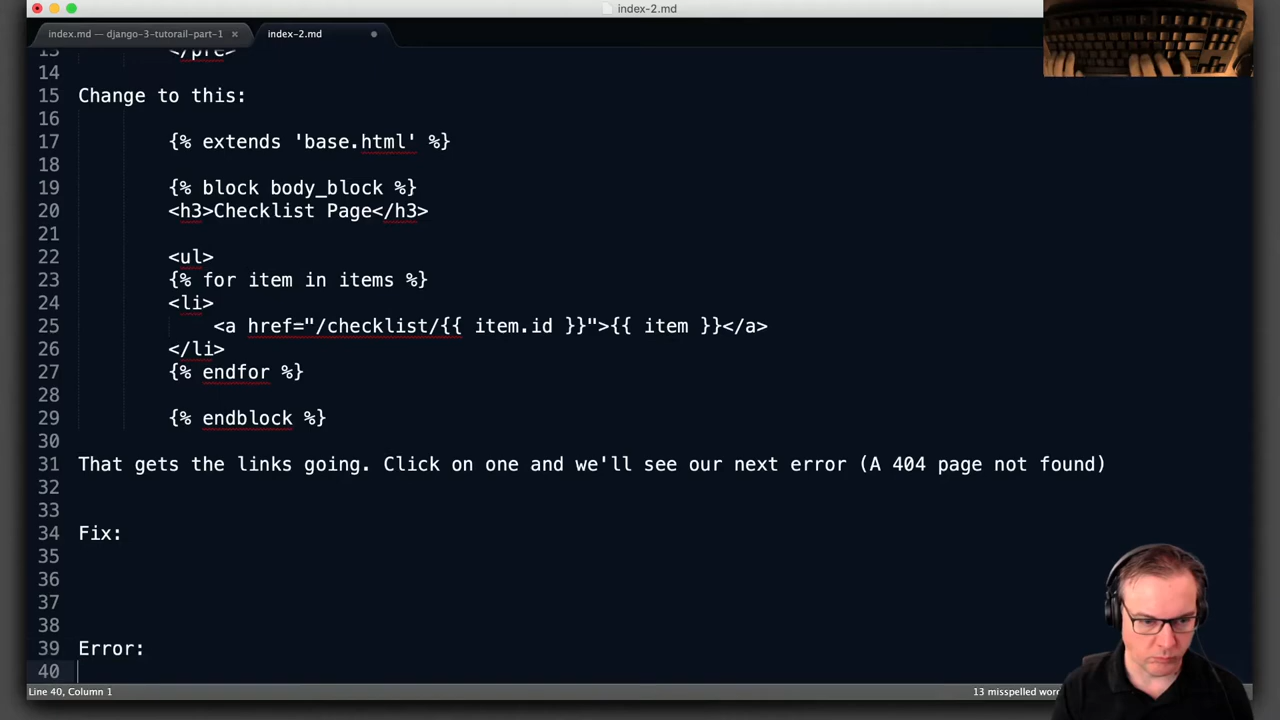 index-2.md
index.md — django-3-tutorail-part-1 ×
index-2.md
13 </pre>
14
15 Change to this:
16
17 {% extends 'base.html' %}
18
19 {% block body_block %}
20 <h3>Checklist Page</h3>
21
22 <ul>
23 {% for item in items %}
24 <li>
25 <a href="/checklist/{{ item.id }}">{{ item }}</a>
26 </li>
27 {% endfor %}
28
29 {% endblock %}
30
31 That gets the links going. Click on one and we'll see our next error (A 404 page not found)
32
33
34 Fix:
35
36
37
38
39 Error:
40
Line 40, Column 1
13 misspelled